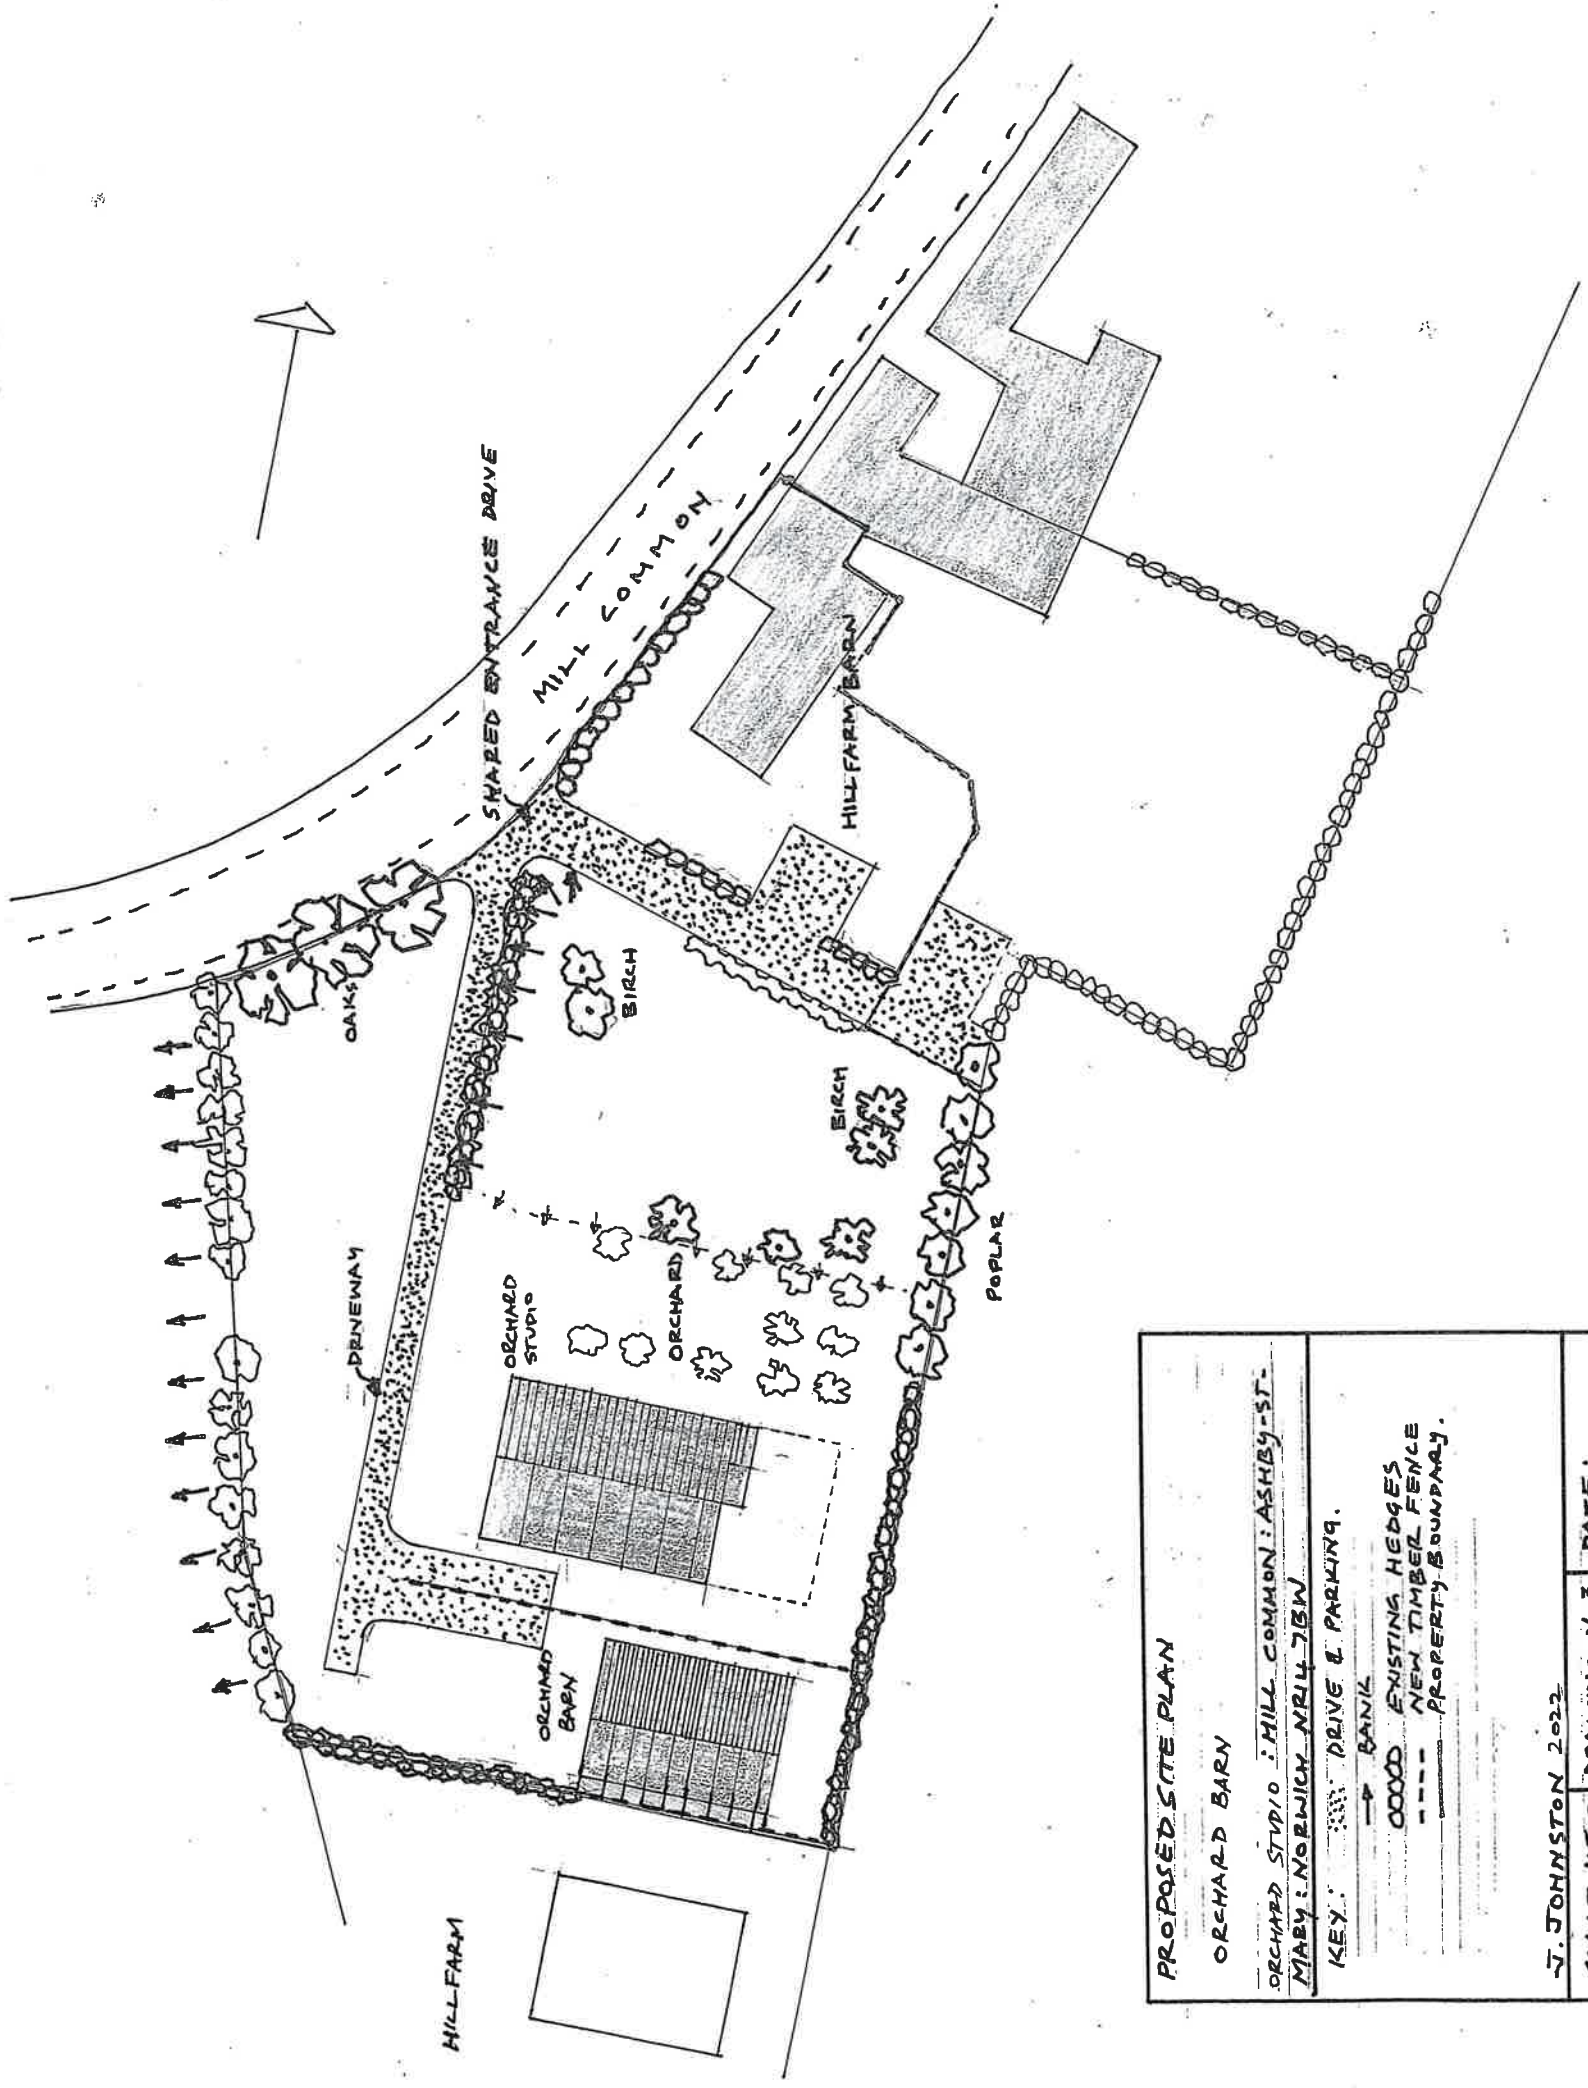 SHARED ENTRANCE DRIVE
MILL COMMON
OAKS
BIRCH
HILLFARM BARN
DRIVEWAY
BIRCH
ORCHARD
STUDIO
ORCHARD
POPLAR
ORCHARD
BARN
HILLFARM
PROPOSED SITE PLAN
ORCHARD BARN
ORCHARD STUDIO : MILL COMMON : ASHBY-ST-
MARY : NORWICH NR14 7BW
KEY: DRIVE & PARKING.
BANK
EXISTING HEDGES
NEW TIMBER FENCE
PROPERTY BOUNDARY.
J. JOHNSTON 2022
DATE: